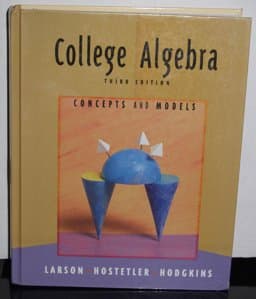 College Algebra
THIRD EDITION
CONCEPTS AND MODELS
LARSON HOSTETLER HODGKINS